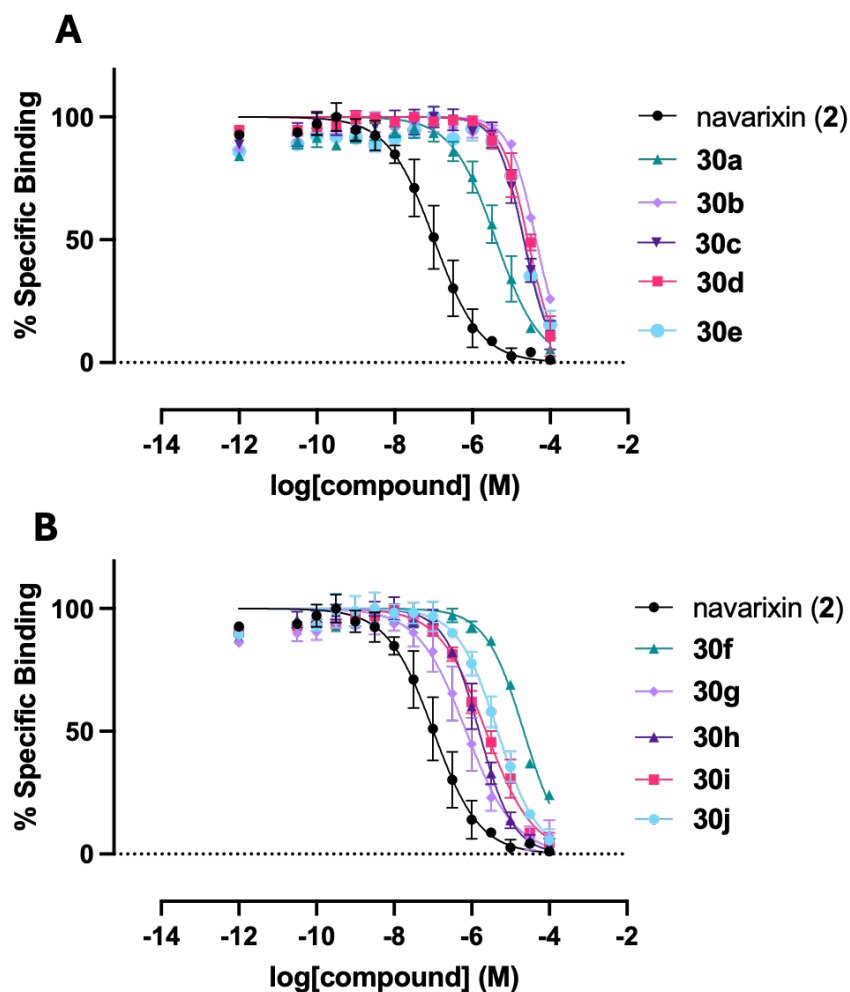 A
% Specific Binding
100
50
0
-14
-12
-10
-8
-6
-4
-2
log[compound] (M)
navarixin (2)
30a
30b
30c
30d
30e
B
% Specific Binding
100
50
0
-14
-12
-10
-8
-6
-4
-2
log[compound] (M)
navarixin (2)
30f
30g
30h
30i
30j